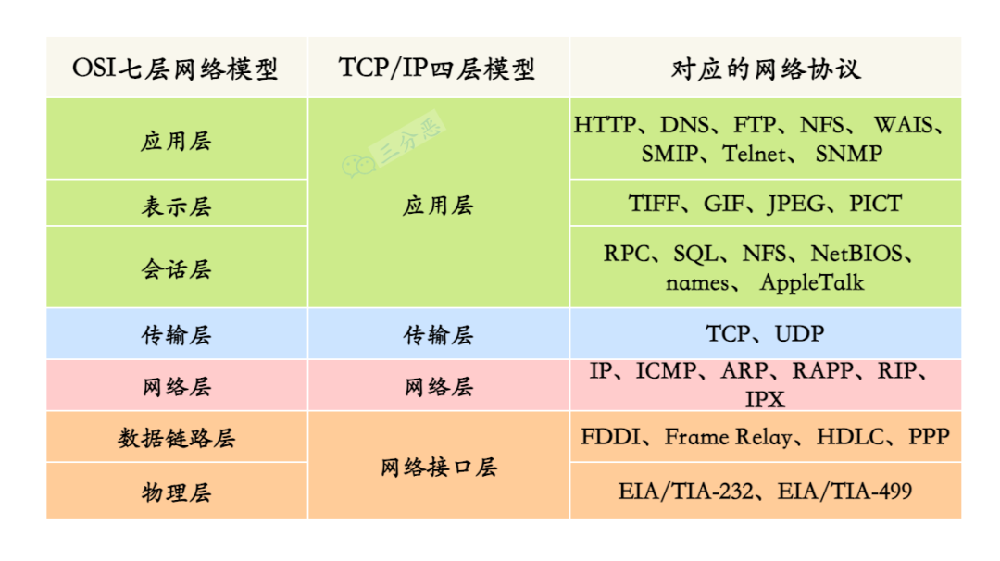 OSI七层网络模型 TCP/IP四层模型 对应的网络协议
应用层
HTTP、DNS、FTP、NFS、 WAIS、
SMIP、Telnet、 SNMP
三分恶
表示层
应用层
TIFF、GIF、JPEG、PICT
会话层
RPC、SQL、NFS、NetBIOS、
names、 AppleTalk
传输层 传输层 TCP、UDP
网络层 网络层
IP、ICMP、ARP、RAPP、RIP、
IPX
数据链路层
FDDI、Frame Relay、HDLC、PPP
网络接口层
物理层
EIA/TIA-232、EIA/TIA-499